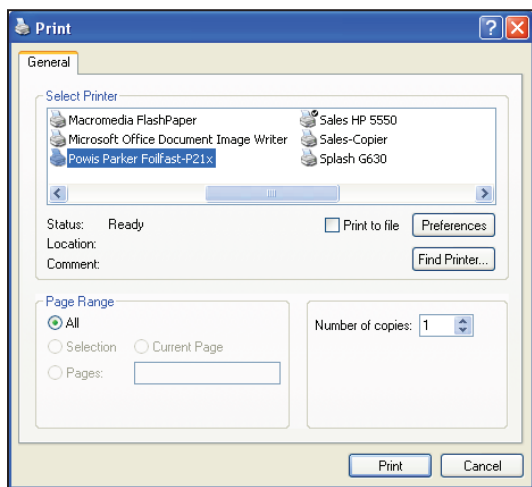 Print
General
Select Printer
Macromedia FlashPaper
Sales HP 5550
Microsoft Office Document Image Writer
Sales-Copier
Powis Parker Foilfast-P21x
Splash G630
Status: Ready
Print to file
Preferences
Location:
Comment:
Find Printer...
Page Range
All
Selection
Current Page
Pages:
Number of copies: 1
Print
Cancel